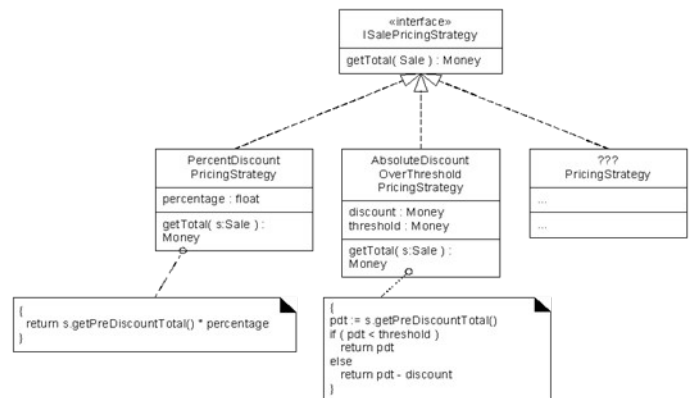 «interface»
ISalePricingStrategy
getTotal( Sale ) : Money
PercentDiscount
PricingStrategy
percentage : float
getTotal( s:Sale ) :
Money
AbsoluteDiscount
OverThreshold
PricingStrategy
discount : Money
threshold : Money
getTotal( s:Sale ) :
Money
???
PricingStrategy
...
...
{
return s.getPreDiscountTotal() * percentage
}
{
pdt := s.getPreDiscountTotal()
if ( pdt < threshold )
return pdt
else
return pdt - discount
}